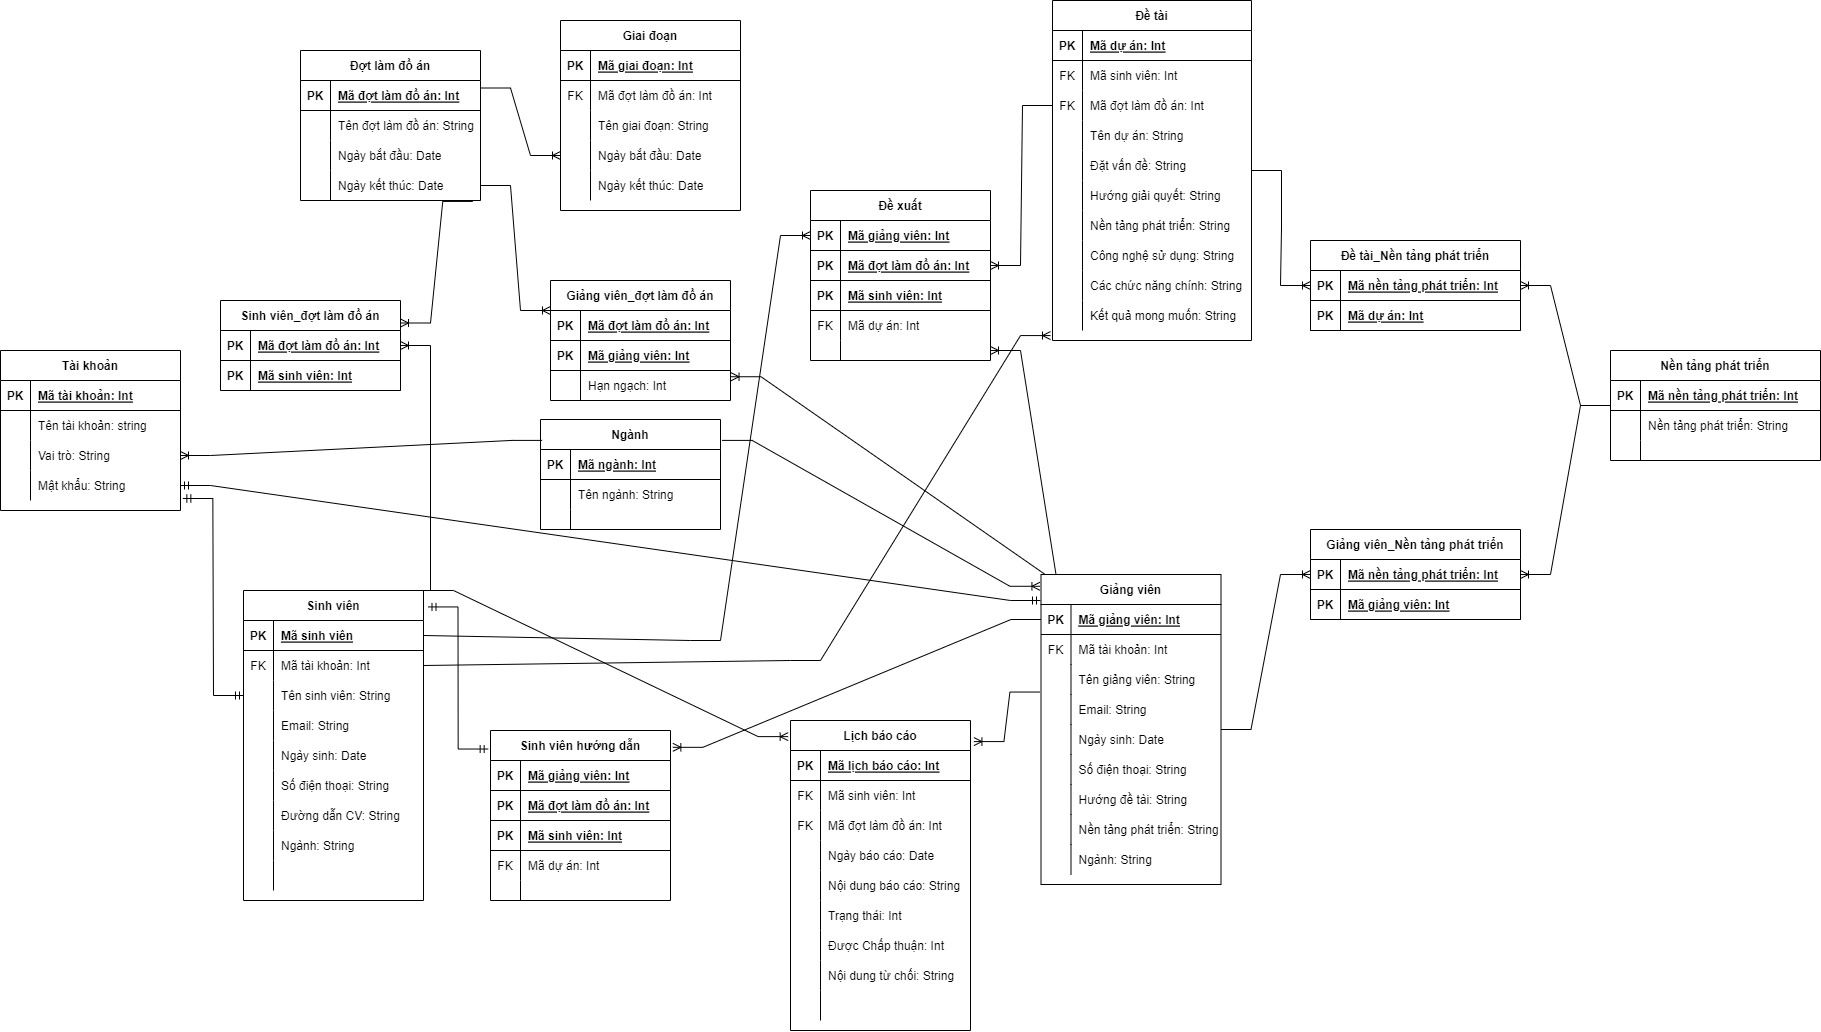 Đề tài
PK Mã dự án: Int
FK Mã sinh viên: Int
FK Mã đợt làm đồ án: Int
Tên dự án: String
Đặt vấn đề: String
Hướng giải quyết: String
Nền tảng phát triển: String
Công nghệ sử dụng: String
Các chức năng chính: String
Kết quả mong muốn: String
Giai đoạn
PK Mã giai đoạn: Int
FK Mã đợt làm đồ án: Int
Tên giai đoạn: String
Ngày bắt đầu: Date
Ngày kết thúc: Date
Đợt làm đồ án
PK Mã đợt làm đồ án: Int
Tên đợt làm đồ án: String
Ngày bắt đầu: Date
Ngày kết thúc: Date
Đề xuất
PK Mã giảng viên: Int
PK Mã đợt làm đồ án: Int
PK Mã sinh viên: Int
FK Mã dự án: Int
Đề tài_Nền tảng phát triển
PK Mã nền tảng phát triển: Int
PK Mã dự án: Int
Giảng viên_đợt làm đồ án
PK Mã đợt làm đồ án: Int
PK Mã giảng viên: Int
Hạn ngạch: Int
Sinh viên_đợt làm đồ án
PK Mã đợt làm đồ án: Int
PK Mã sinh viên: Int
Tài khoản
PK Mã tài khoản: Int
Tên tài khoản: string
Vai trò: String
Mật khẩu: String
Nền tảng phát triển
PK Mã nền tảng phát triển: Int
Nền tảng phát triển: String
Ngành
PK Mã ngành: Int
Tên ngành: String
Giảng viên_Nền tảng phát triển
PK Mã nền tảng phát triển: Int
PK Mã giảng viên: Int
Giảng viên
PK Mã giảng viên: Int
FK Mã tài khoản: Int
Tên giảng viên: String
Email: String
Ngày sinh: Date
Số điện thoại: String
Hướng đề tài: String
Nền tảng phát triển: String
Ngành: String
Sinh viên
PK Mã sinh viên
FK Mã tài khoản: Int
Tên sinh viên: String
Email: String
Ngày sinh: Date
Số điện thoại: String
Đường dẫn CV: String
Ngành: String
Sinh viên hướng dẫn
PK Mã giảng viên: Int
PK Mã đợt làm đồ án: Int
PK Mã sinh viên: Int
FK Mã dự án: Int
Lịch báo cáo
PK Mã lịch báo cáo: Int
FK Mã sinh viên: Int
FK Mã đợt làm đồ án: Int
Ngày báo cáo: Date
Nội dung báo cáo: String
Trạng thái: Int
Được Chấp thuận: Int
Nội dung từ chối: String